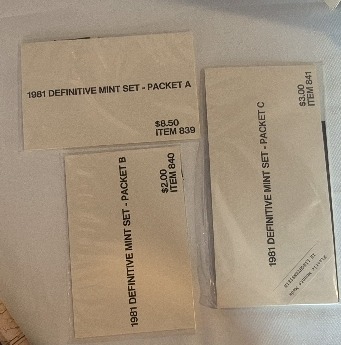 1981 DEFINITIVE MINT SET - PACKET A
$8.50
ITEM 839
1981 DEFINITIVE MINT SET - PACKET B
$2.00
ITEM 840
1981 DEFINITIVE MINT SET - PACKET C
$3.00
ITEM 841